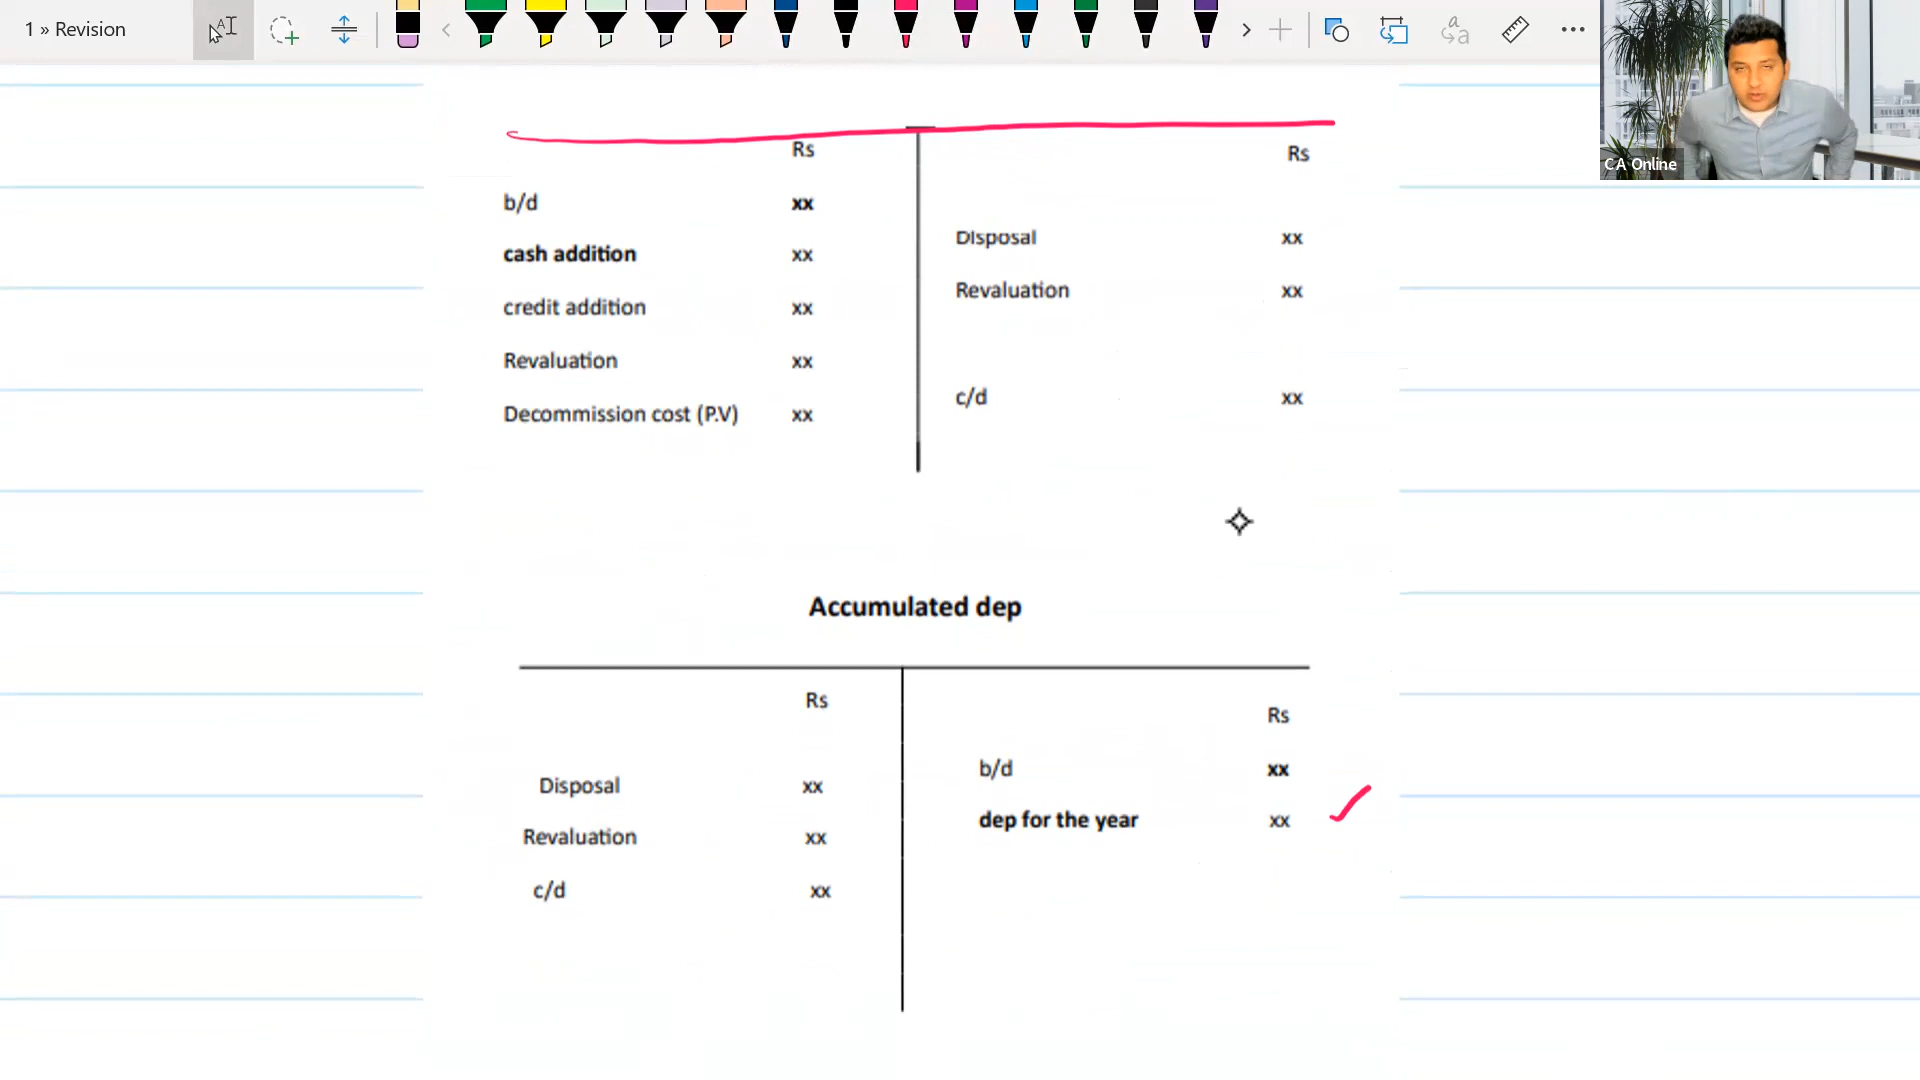 1 » Revision
C A Online
Rs Rs
b/d xx
Disposal xx
cash addition xx
Revaluation xx
credit addition xx
Revaluation xx
c/d xx
Decommission cost (P.V) xx
Accumulated dep
Rs Rs
b/d xx
Disposal xx
dep for the year xx
Revaluation xx
c/d xx